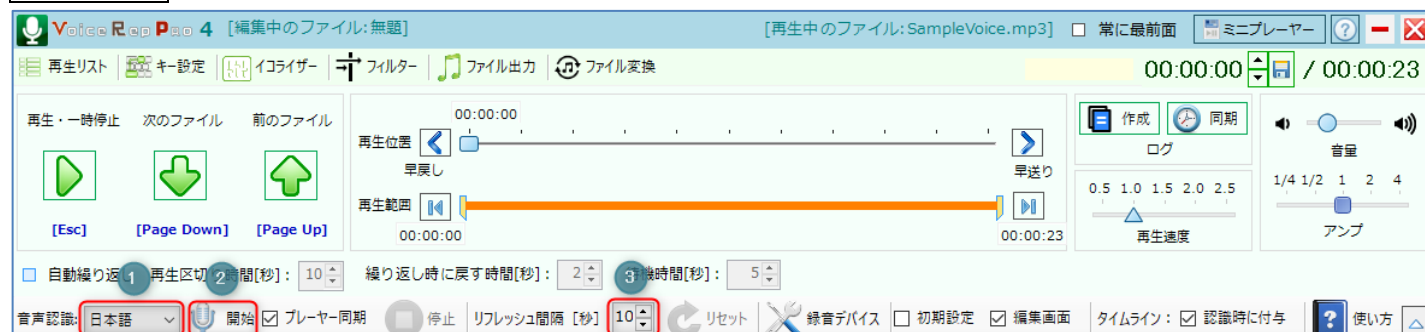 Voice Rep Pro 4 [編集中のファイル:無題] [再生中のファイル:SampleVoice.mp3] 常に最前面 ミニプレーヤー ?
再生リスト キー設定 イコライザー フィルター ファイル出力 ファイル変換 00:00:00 / 00:00:23
再生・一時停止 次のファイル 前のファイル
[Esc] [Page Down] [Page Up]
00:00:00
再生位置
早戻し 早送り
再生範囲
00:00:00 00:00:23
作成 同期
ログ
0.5 1.0 1.5 2.0 2.5
再生速度
音量
1/4 1/2 1 2 4
アンプ
自動繰り返 1 再生区切 2 時間[秒]: 10 繰り返し時に戻す時間[秒]: 2 3 機時間[秒]: 5
音声認識: 日本語 開始 プレーヤー同期 停止 リフレッシュ間隔 [秒] 10 リセット 録音デバイス 初期設定 編集画面 タイムライン: 認識時に付与 ? 使い方